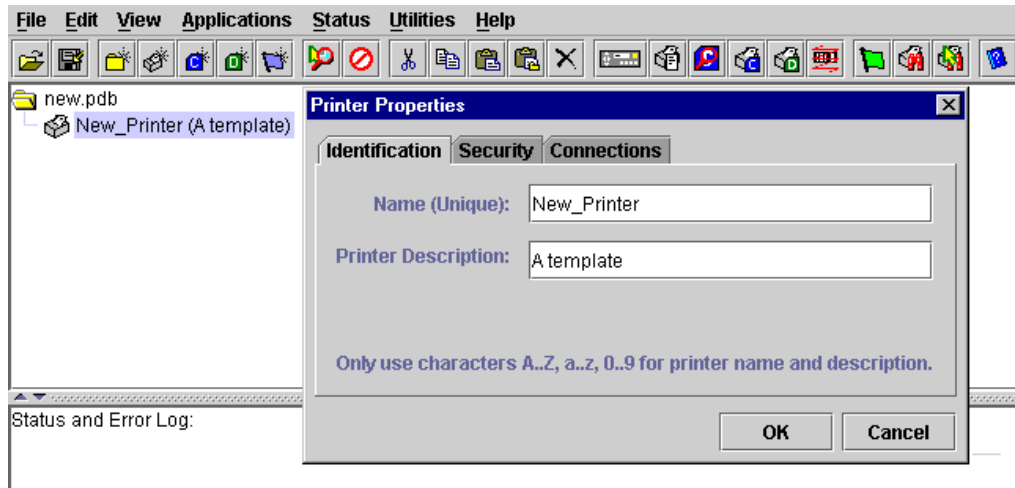 File Edit View Applications Status Utilities Help
new.pdb
New_Printer (A template)
Printer Properties
Identification Security Connections
Name (Unique): New_Printer
Printer Description: A template
Only use characters A..Z, a..z, 0..9 for printer name and description.
OK Cancel
Status and Error Log: